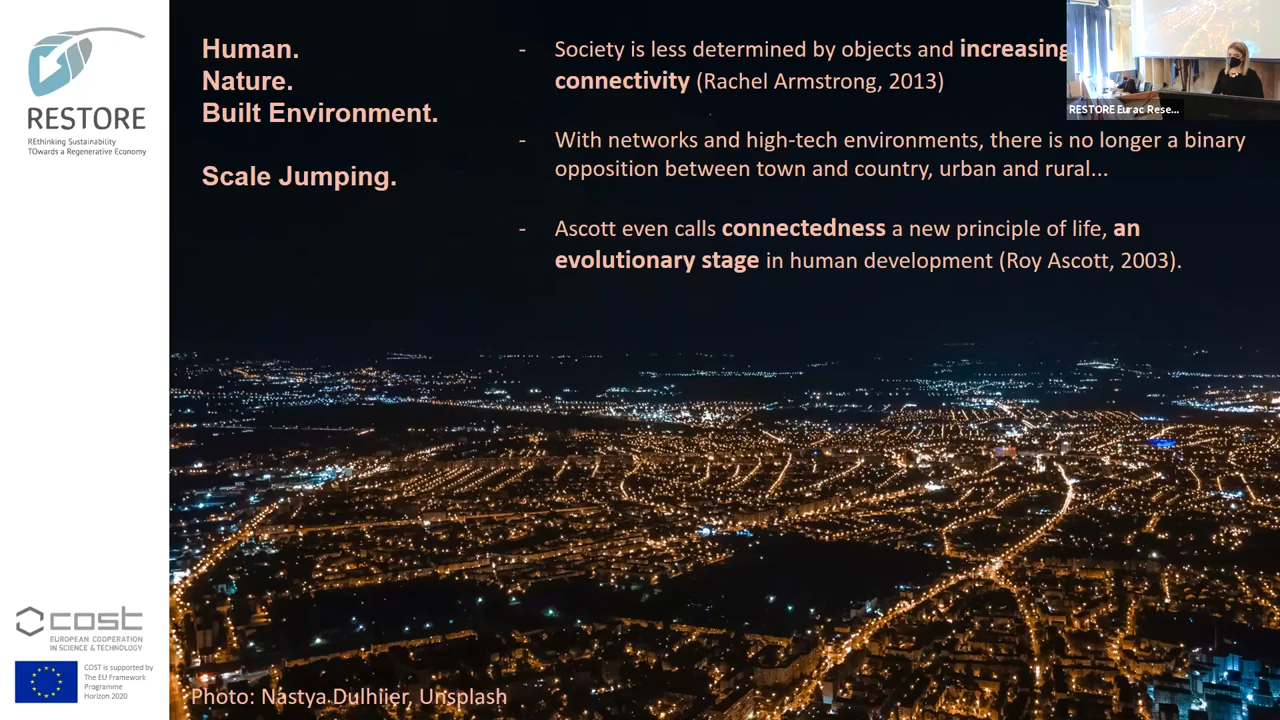 RESTORE
REthinking Sustainability
TOwards a Regenerative Economy
Human.
Nature.
Built Environment.
Scale Jumping.
- Society is less determined by objects and increasing
connectivity (Rachel Armstrong, 2013)
- With networks and high-tech environments, there is no longer a binary
opposition between town and country, urban and rural...
- Ascott even calls connectedness a new principle of life, an
evolutionary stage in human development (Roy Ascott, 2003).
RESTORE Eurac Rese...
cost
EUROPEAN COOPERATION
IN SCIENCE & TECHNOLOGY
COST is supported by
The EU Framework
Programme
Horizon 2020
Photo: Nastya Dulhiier, Unsplash